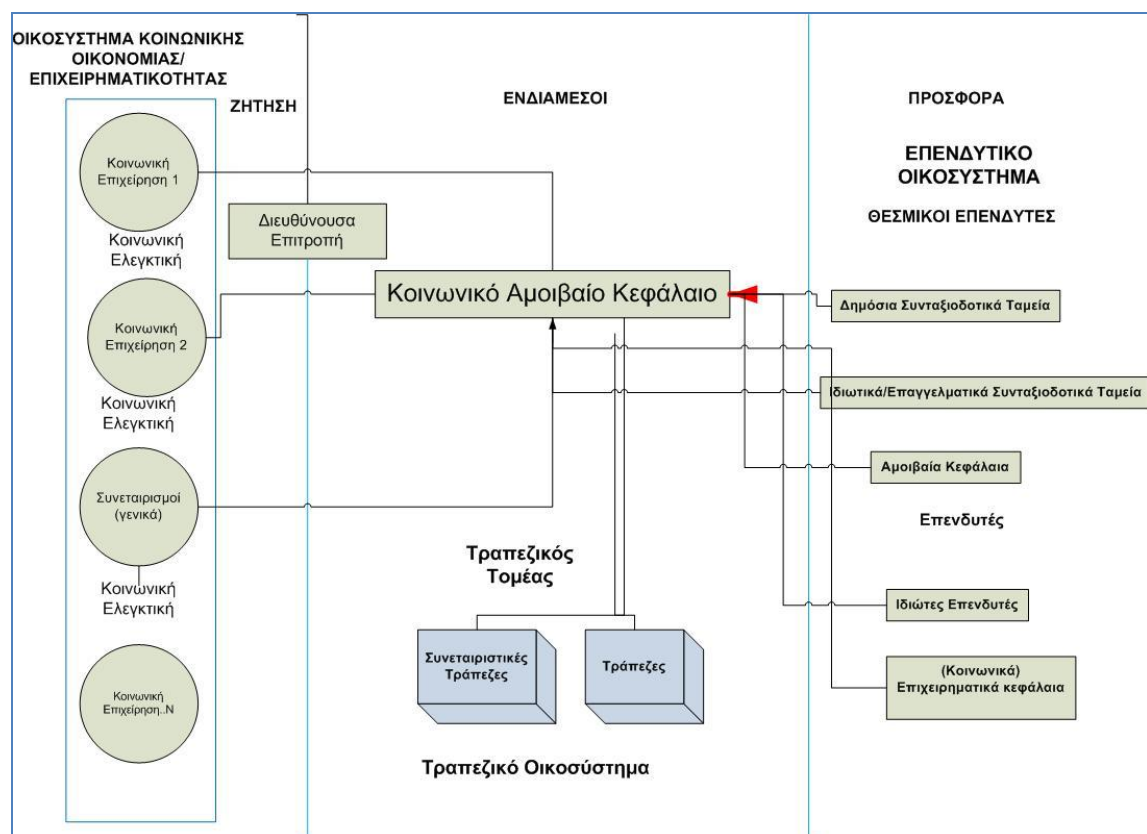 ΟΙΚΟΣΥΣΤΗΜΑ ΚΟΙΝΩΝΙΚΗΣ
ΟΙΚΟΝΟΜΙΑΣ/
ΕΠΙΧΕΙΡΗΜΑΤΙΚΟΤΗΤΑΣ
ΖΗΤΗΣΗ
Κοινωνική
Επιχείρηση 1
Κοινωνική
Ελεγκτική
Κοινωνική
Επιχείρηση 2
Κοινωνική
Ελεγκτική
Συνεταιρισμοί
(γενικά)
Κοινωνική
Ελεγκτική
Κοινωνική
Επιχείρηση..Ν
Διευθύνουσα
Επιτροπή
ΕΝΔΙΑΜΕΣΟΙ
Κοινωνικό Αμοιβαίο Κεφάλαιο
Τραπεζικός
Τομέας
Συνεταιριστικές
Τράπεζες
Τράπεζες
Τραπεζικό Οικοσύστημα
ΠΡΟΣΦΟΡΑ
ΕΠΕΝΔΥΤΙΚΟ
ΟΙΚΟΣΥΣΤΗΜΑ
ΘΕΣΜΙΚΟΙ ΕΠΕΝΔΥΤΕΣ
Δημόσια Συνταξιοδοτικά Ταμεία
Ιδιωτικά/Επαγγελματικά Συνταξιοδοτικά Ταμεία
Αμοιβαία Κεφάλαια
Επενδυτές
Ιδιώτες Επενδυτές
(Κοινωνικά)
Επιχειρηματικά κεφάλαια